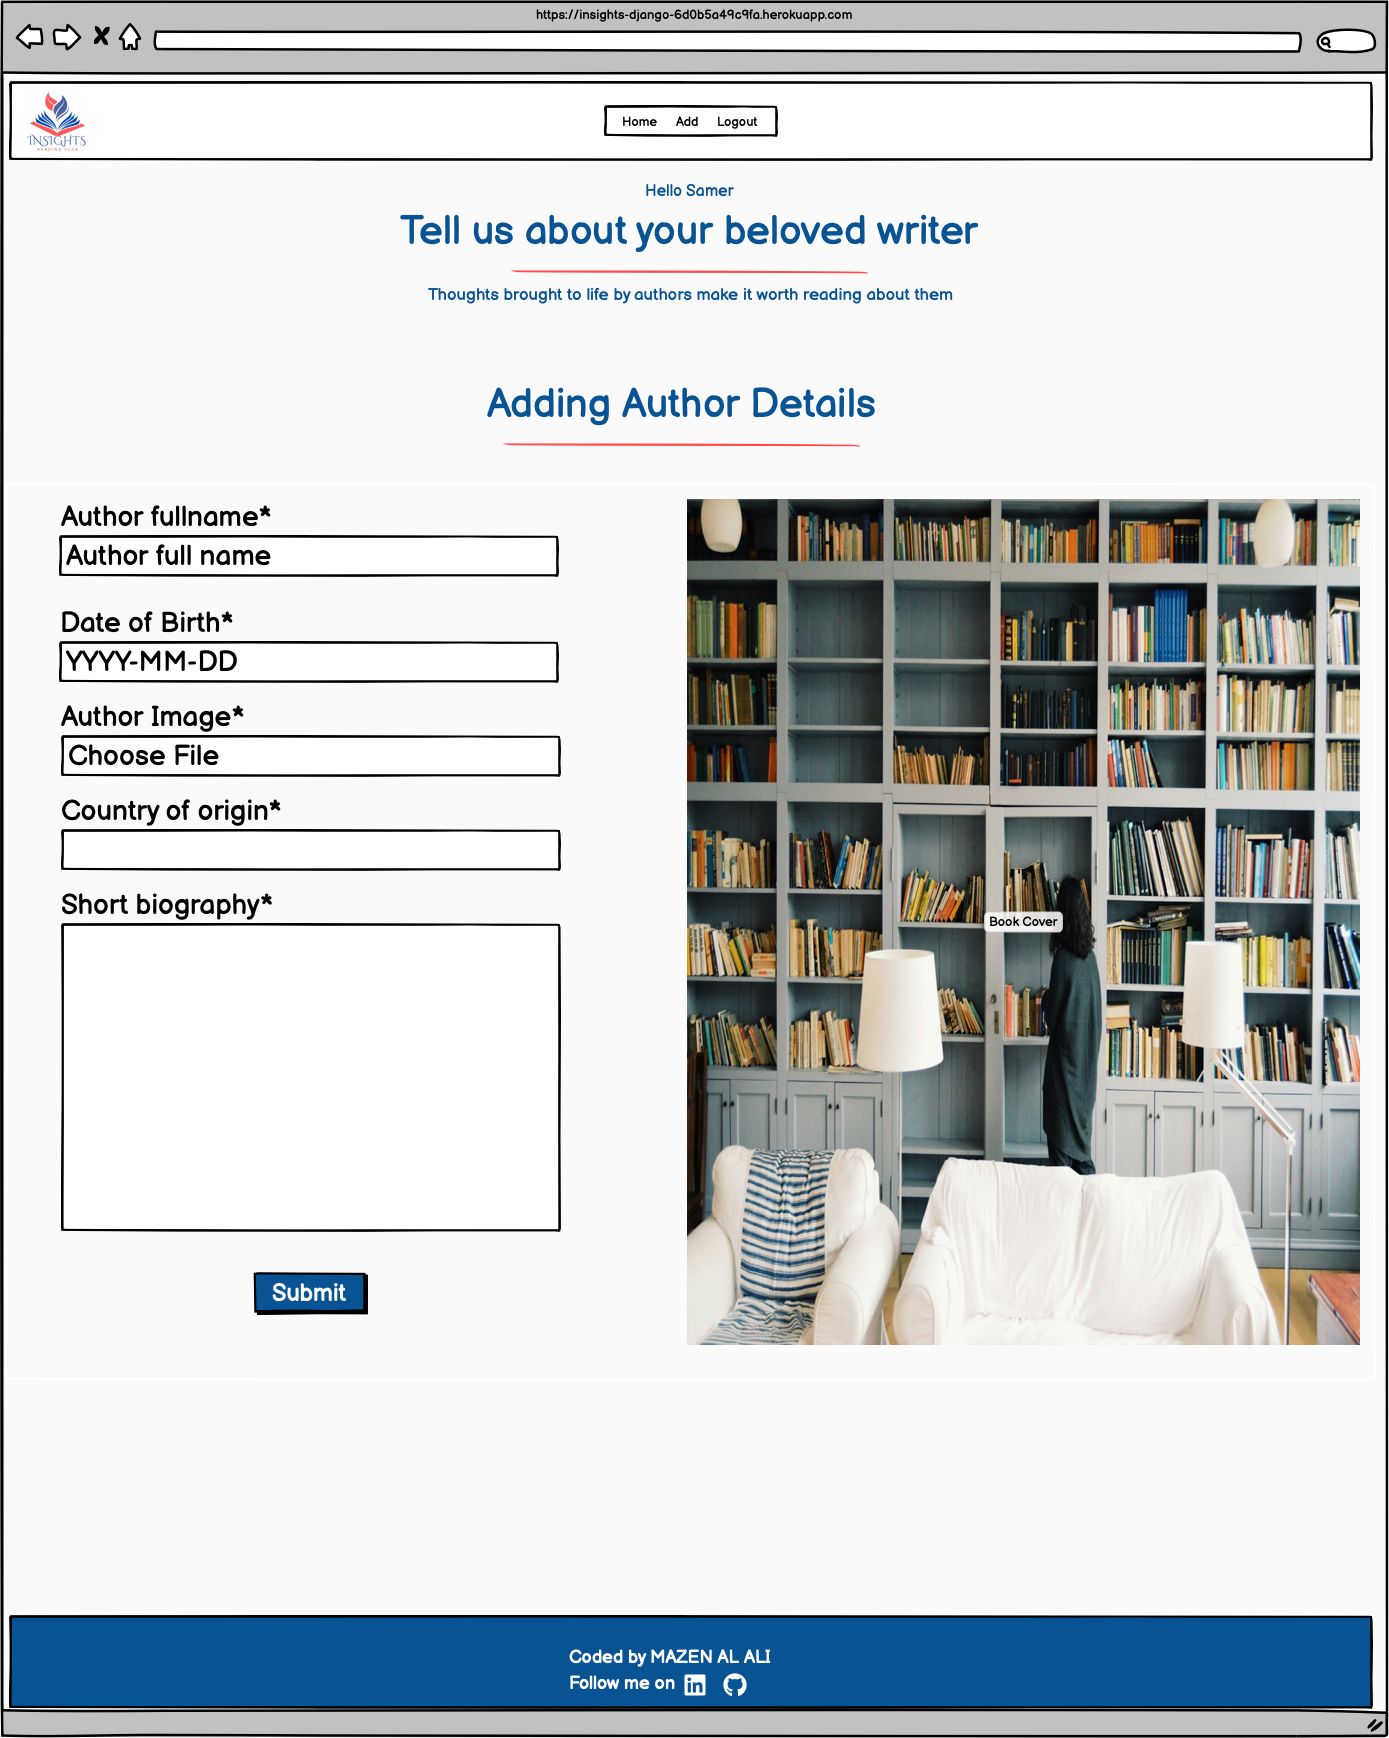 https://insights-django-6d0b5a49c9fa.herokuapp.com
INSIGHTS
READING CLUB
Home Add Logout
Hello Samer
Tell us about your beloved writer
Thoughts brought to life by authors make it worth reading about them
Adding Author Details
Author fullname*
Author full name
Date of Birth*
YYYY-MM-DD
Author Image*
Choose File
Country of origin*
Short biography*
Submit
Book Cover
Coded by MAZEN AL ALI
Follow me on in